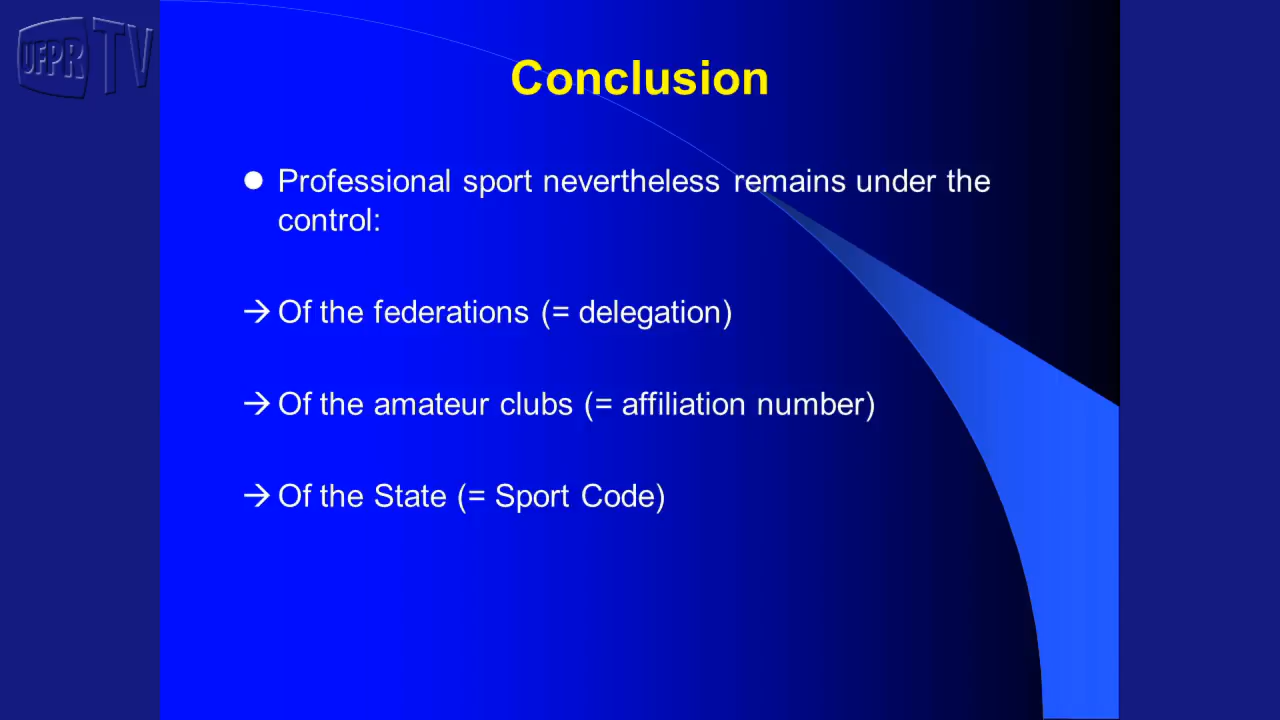 UFPR TV
Conclusion
● Professional sport nevertheless remains under the
control:
→ Of the federations (= delegation)
→ Of the amateur clubs (= affiliation number)
→ Of the State (= Sport Code)